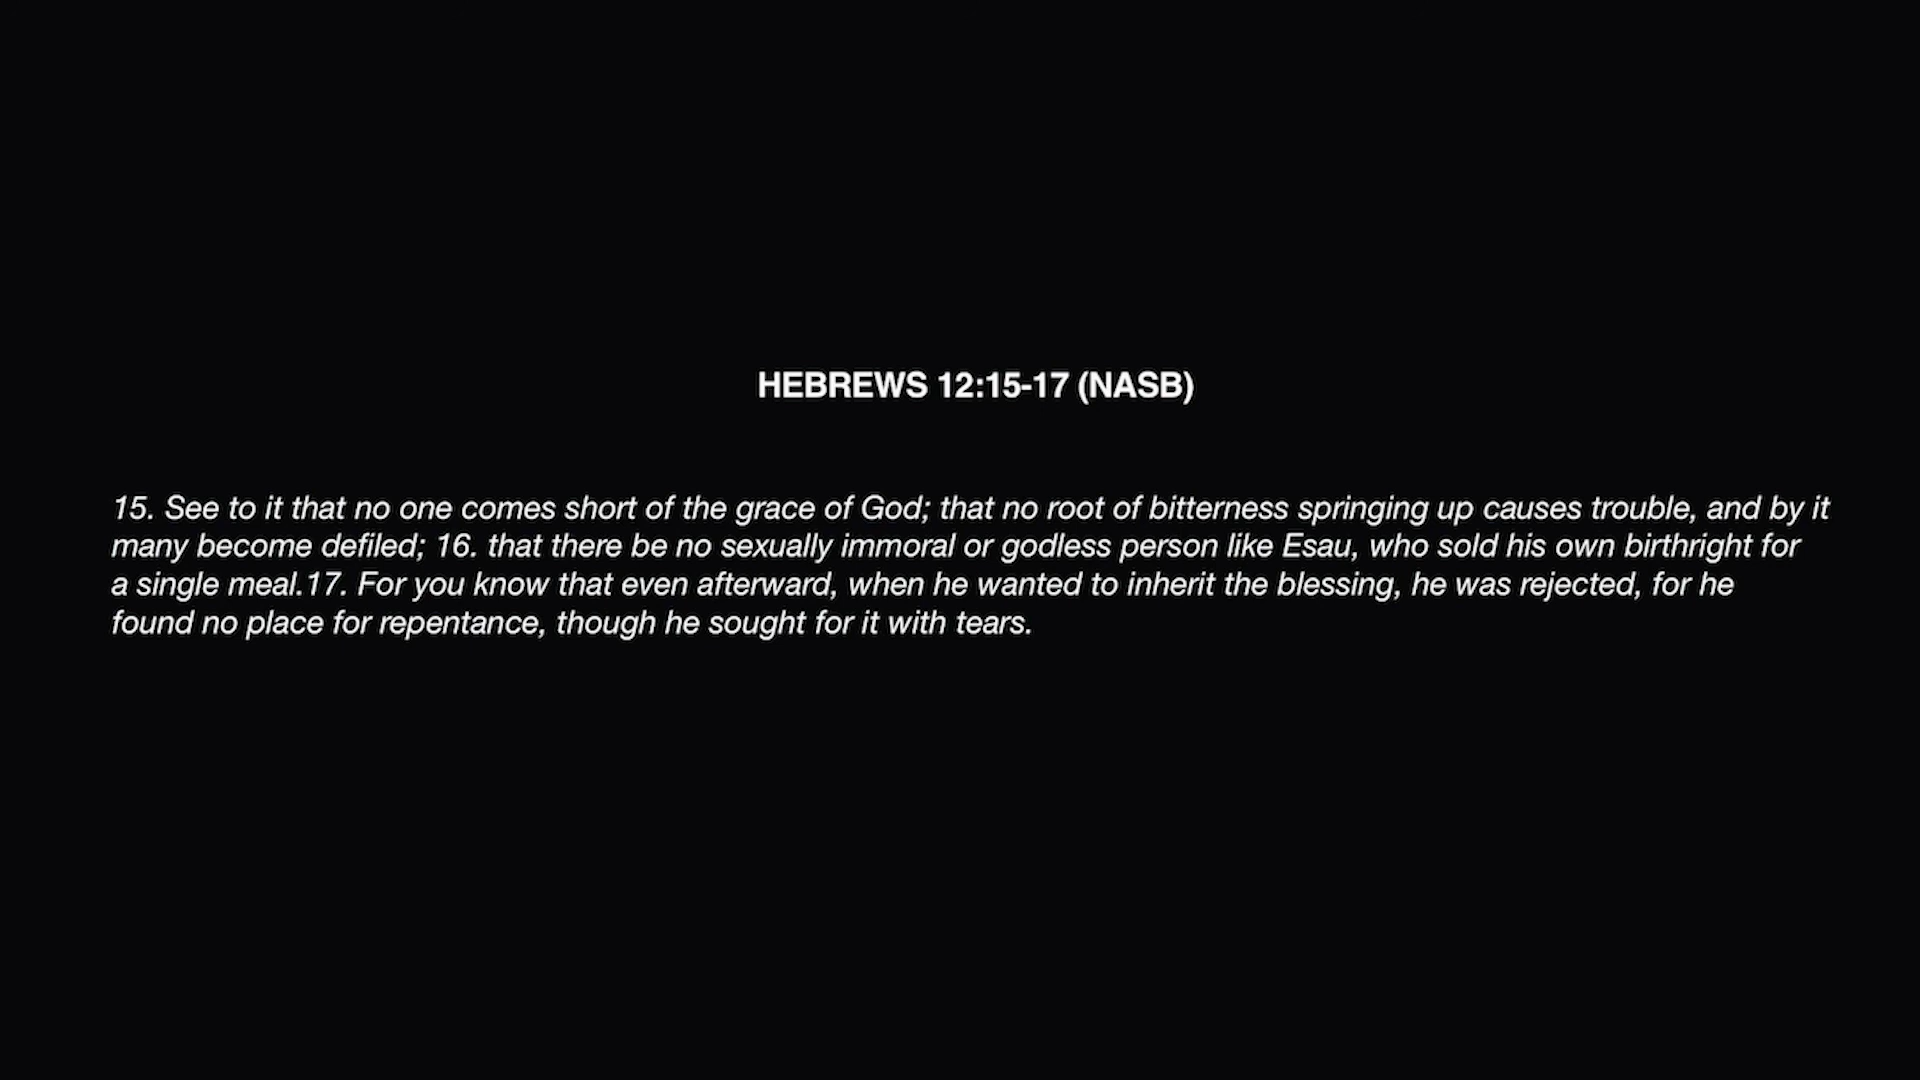 HEBREWS 12:15-17 (NASB)
15. See to it that no one comes short of the grace of God; that no root of bitterness springing up causes trouble, and by it
many become defiled; 16. that there be no sexually immoral or godless person like Esau, who sold his own birthright for
a single meal.17. For you know that even afterward, when he wanted to inherit the blessing, he was rejected, for he
found no place for repentance, though he sought for it with tears.